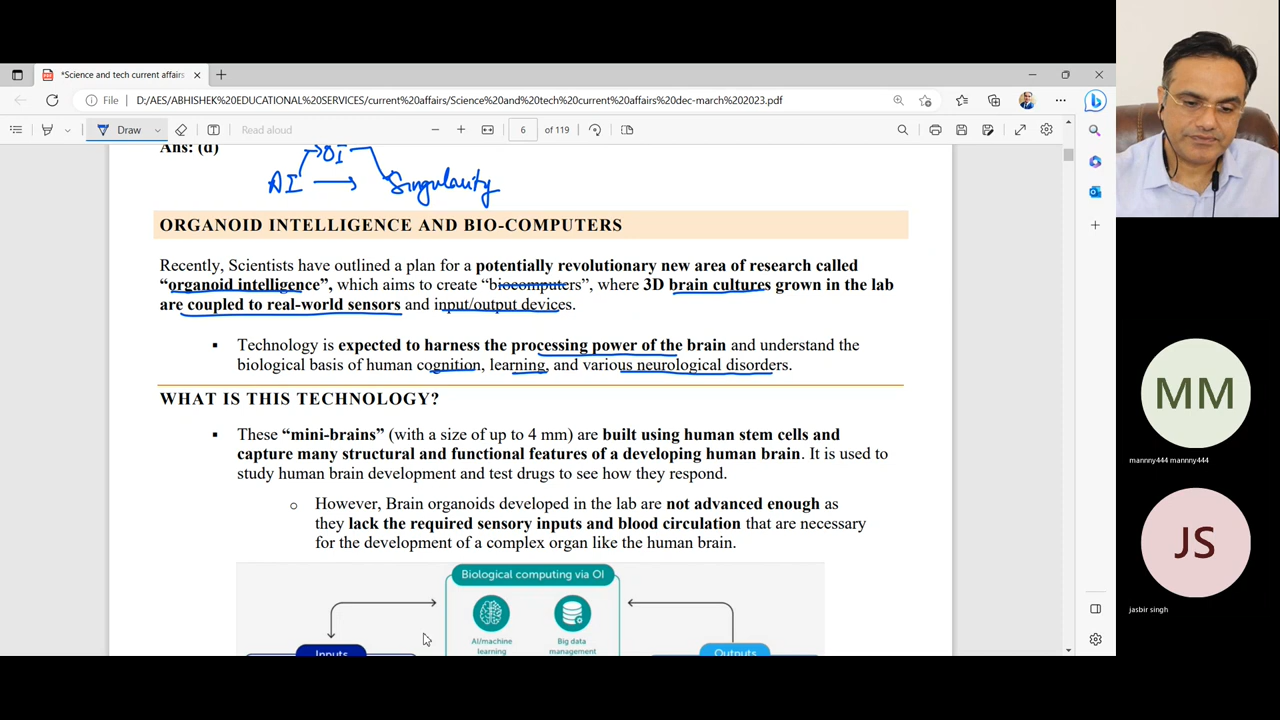 *Science and tech current affairs
File
D:/AES/ABHISHEK%20EDUCATIONAL%20SERVICES/current%20affairs/Science%20and%20tech%20current%20affairs%20dec-march%202023.pdf
Draw
Read aloud
6
of 119
Ans: (d)
OI
AI
Singularity
ORGANOID INTELLIGENCE AND BIO-COMPUTERS
Recently, Scientists have outlined a plan for a potentially revolutionary new area of research called
“organoid intelligence”, which aims to create “biocomputers”, where 3D brain cultures grown in the lab
are coupled to real-world sensors and input/output devices.
▪ Technology is expected to harness the processing power of the brain and understand the
biological basis of human cognition, learning, and various neurological disorders.
WHAT IS THIS TECHNOLOGY?
▪ These “mini-brains” (with a size of up to 4 mm) are built using human stem cells and
capture many structural and functional features of a developing human brain. It is used to
study human brain development and test drugs to see how they respond.
o However, Brain organoids developed in the lab are not advanced enough as
they lack the required sensory inputs and blood circulation that are necessary
for the development of a complex organ like the human brain.
Biological computing via OI
AI/machine
learning
Big data
management
Inputs
Outputs
MM
mannny444 mannny444
JS
jasbir singh